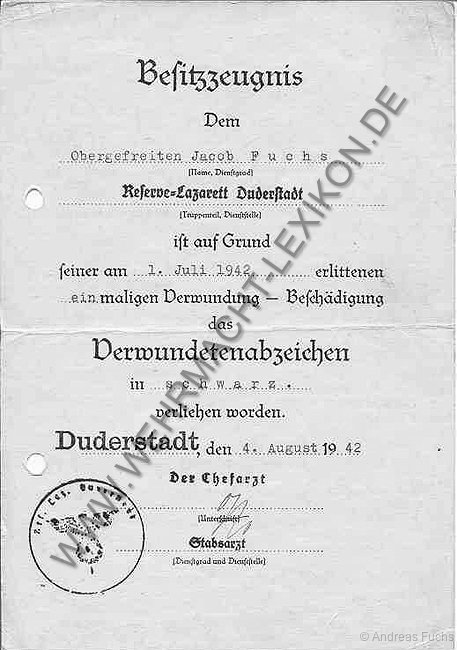 Besitzzeugnis
Dem
Obergefreiten Jacob Fuchs
(Name, Dienstgrad)
Reserve-Lazarett Duderstadt
(Truppenteil, Dienststelle)
ist auf Grund
seiner am 1. Juli 1942 erlittenen
ein maligen Verwundung – Beschädigung
das
Verwundetenabzeichen
in schwarz.
verliehen worden.
Duderstadt, den 4. August 19 42
Der Chefarzt
(Unterschrift)
Stabsarzt
(Dienstgrad und Dienststelle)
WWW.WEHRMACHT-LEXIKON.DE
© Andreas Fuchs